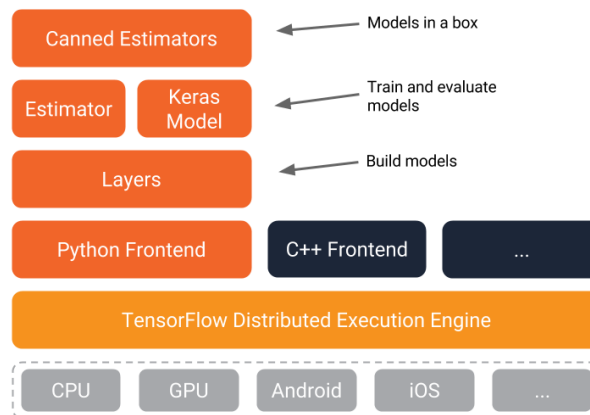 Canned Estimators
Models in a box
Estimator
Keras
Model
Train and evaluate
models
Layers
Build models
Python Frontend
C++ Frontend
...
TensorFlow Distributed Execution Engine
CPU
GPU
Android
iOS
...